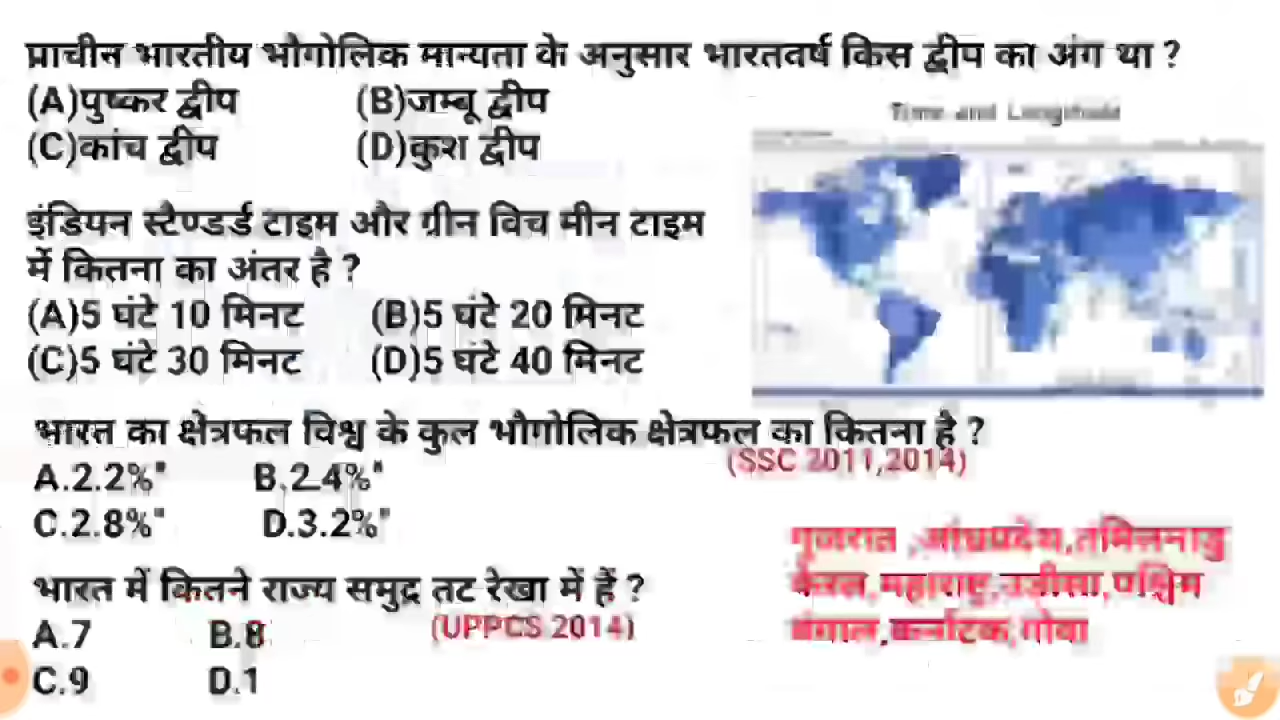 प्राचीन भारतीय भौगोलिक मान्यता के अनुसार भारतवर्ष किस द्वीप का अंग था ?
(A)पुष्कर द्वीप (B)जम्बू द्वीप
(C)कांच द्वीप (D)कुश द्वीप
Time and Longitude
इंडियन स्टैण्डर्ड टाइम और ग्रीन विच मीन टाइम
में कितना का अंतर है ?
(A)5 घंटे 10 मिनट (B)5 घंटे 20 मिनट
(C)5 घंटे 30 मिनट (D)5 घंटे 40 मिनट
भारत का क्षेत्रफल विश्व के कुल भौगोलिक क्षेत्रफल का कितना है ?
(SSC 2011,2014)
A.2.2%" B.2.4%"
C.2.8%" D.3.2%"
भारत में कितने राज्य समुद्र तट रेखा में हैं ?
(UPPCS 2014)
A.7 B.8
C.9 D.1
गुजरात ,आंध्रप्रदेश,तमिलनाडु
केरल,महाराष्ट्र,उड़ीसा,पश्चिम
बंगाल,कर्नाटक,गोवा